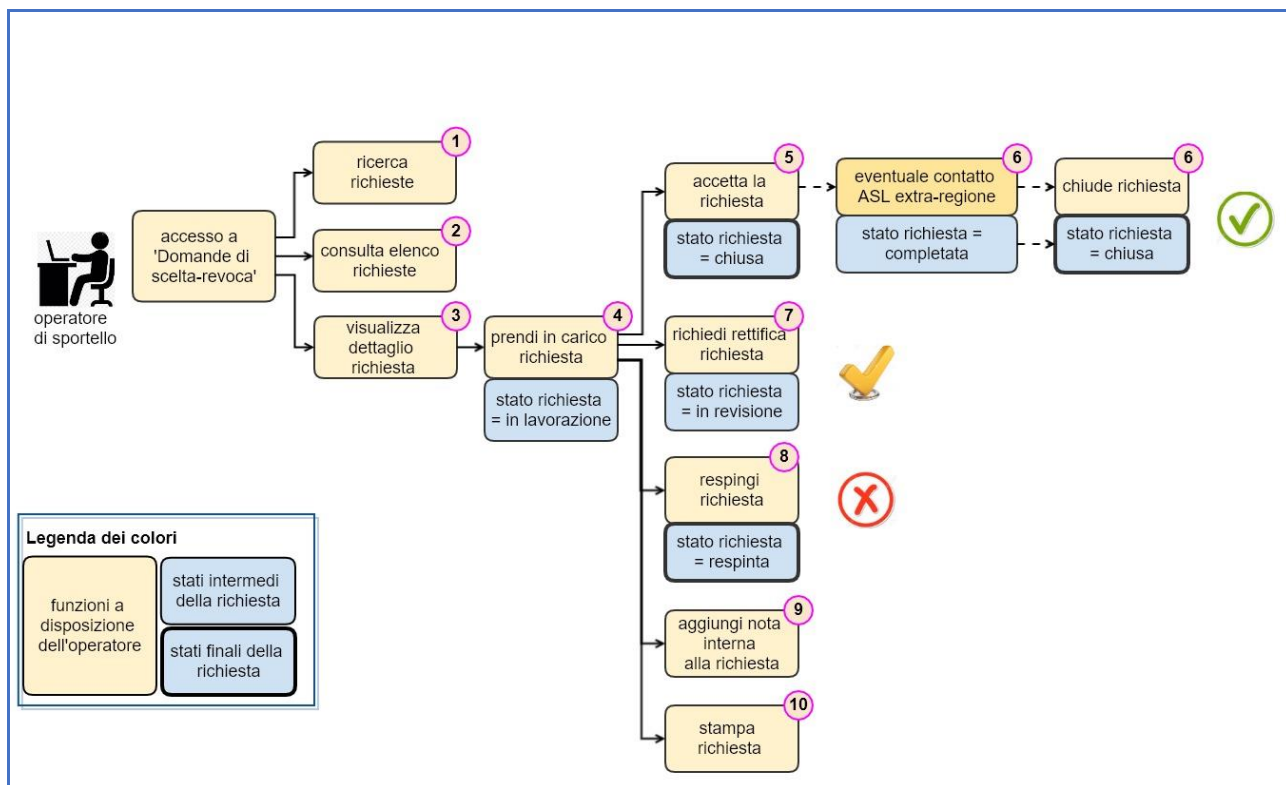 1
ricerca
richieste
accesso a
'Domande di
scelta-revoca'
operatore
di sportello
2
consulta elenco
richieste
3
visualizza
dettaglio
richiesta
4
prendi in carico
richiesta
stato richiesta
= in lavorazione
5
accetta la
richiesta
stato richiesta
= chiusa
6
eventuale contatto
ASL extra-regione
stato richiesta =
completata
6
chiude richiesta
stato richiesta
= chiusa
7
richiedi rettifica
richiesta
stato richiesta
= in revisione
8
respingi
richiesta
stato richiesta
= respinta
9
aggiungi nota
interna
alla richiesta
10
stampa
richiesta
Legenda dei colori
funzioni a
disposizione
dell'operatore
stati intermedi
della richiesta
stati finali della
richiesta